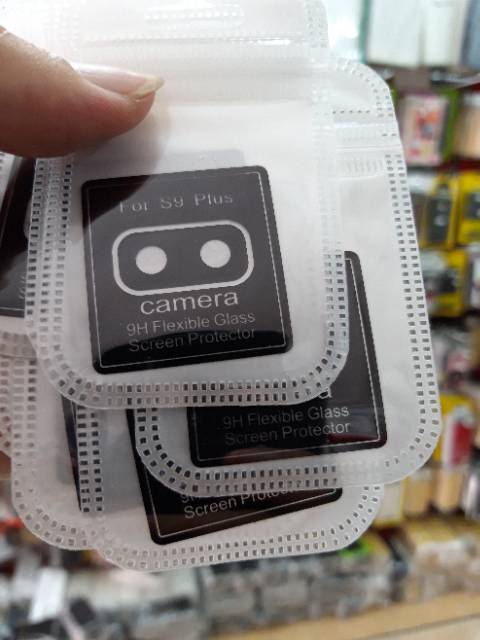 For S9 Plus
camera
9H Flexible Glass
Screen Protector
9H Flexible Glass
Screen Protector
Screen Protector